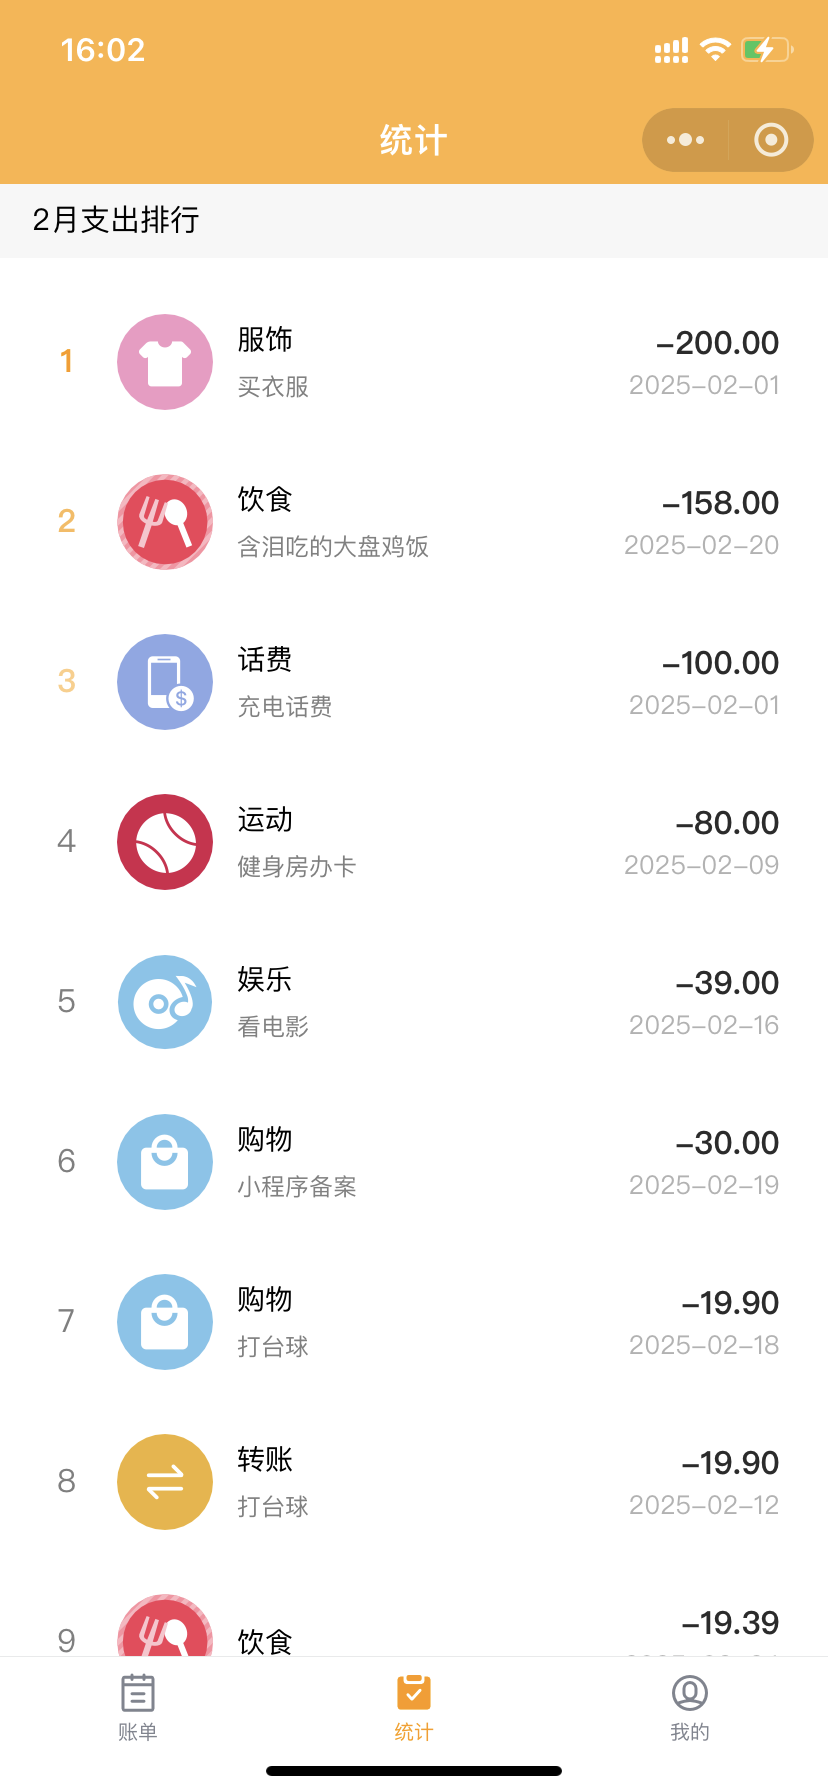 16:02
统计
2月支出排行
1
服饰
-200.00
买衣服
2025-02-01
2
饮食
-158.00
含泪吃的大盘鸡饭
2025-02-20
3
话费
-100.00
充电话费
2025-02-01
4
运动
-80.00
健身房办卡
2025-02-09
5
娱乐
-39.00
看电影
2025-02-16
6
购物
-30.00
小程序备案
2025-02-19
7
购物
-19.90
打台球
2025-02-18
8
转账
-19.90
打台球
2025-02-12
9
饮食
-19.39
账单
统计
我的